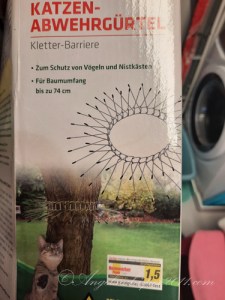 KATZEN-
ABWEHRGÜRTEL
Kletter-Barriere
• Zum Schutz von Vögeln und Nistkästen
• Für Baumumfang
bis zu 74 cm
1,5